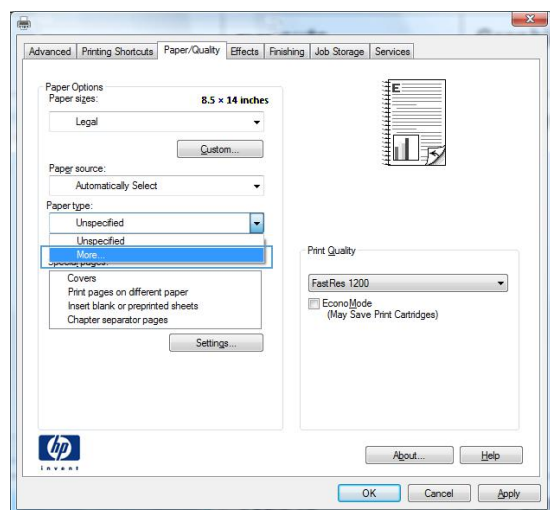 Advanced Printing Shortcuts Paper/Quality Effects Finishing Job Storage Services
Paper Options
Paper sizes: 8.5 × 14 inches
Legal
Custom...
Paper source:
Automatically Select
Paper type:
Unspecified
Unspecified
More...
Special pages:
Covers
Print pages on different paper
Insert blank or preprinted sheets
Chapter separator pages
Settings...
E
Print Quality
FastRes 1200
EconoMode
(May Save Print Cartridges)
hp
invent
About... Help
OK Cancel Apply